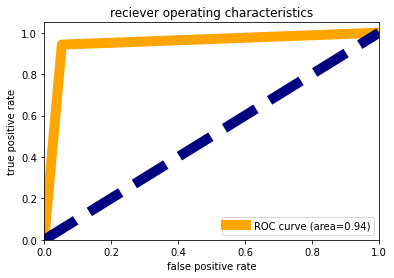 reciever operating characteristics
true positive rate
1.0
0.8
0.6
0.4
0.2
0.0
0.0 0.2 0.4 0.6 0.8 1.0
false positive rate
ROC curve (area=0.94)